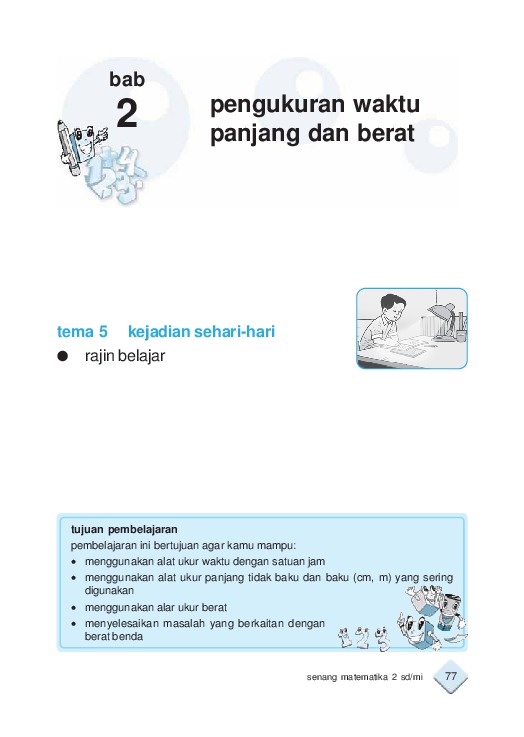 bab
2
pengukuran waktu
panjang dan berat
tema 5 kejadian sehari-hari
● rajin belajar
tujuan pembelajaran
pembelajaran ini bertujuan agar kamu mampu:
• menggunakan alat ukur waktu dengan satuan jam
• menggunakan alat ukur panjang tidak baku dan baku (cm, m) yang sering
digunakan
• menggunakan alar ukur berat
• menyelesaikan masalah yang berkaitan dengan
berat benda
senang matematika 2 sd/mi
77